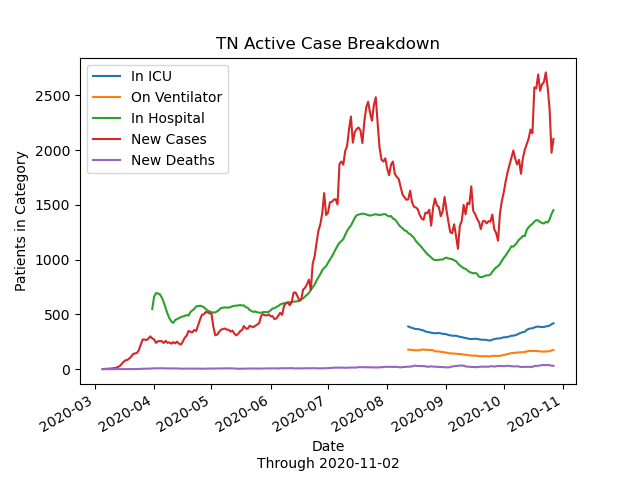 TN Active Case Breakdown
In ICU
On Ventilator
In Hospital
New Cases
New Deaths
Patients in Category
2500
2000
1500
1000
500
0
2020-03
2020-04
2020-05
2020-06
2020-07
2020-08
2020-09
2020-10
2020-11
Date
Through 2020-11-02